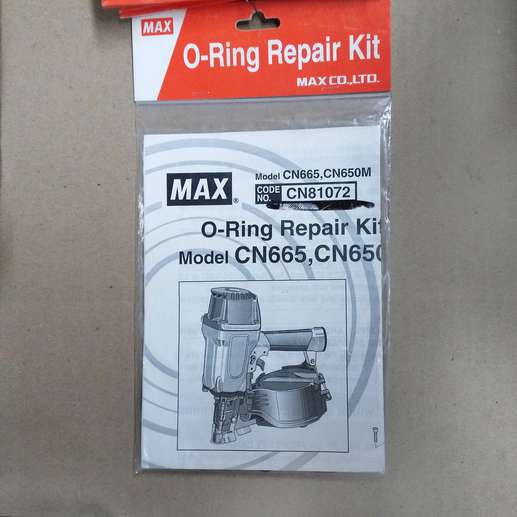 MAX
O-Ring Repair Kit
MAX CO.,LTD.
Model CN665,CN650M
MAX®
CODE NO. CN81072
O-Ring Repair Kit
Model CN665,CN650